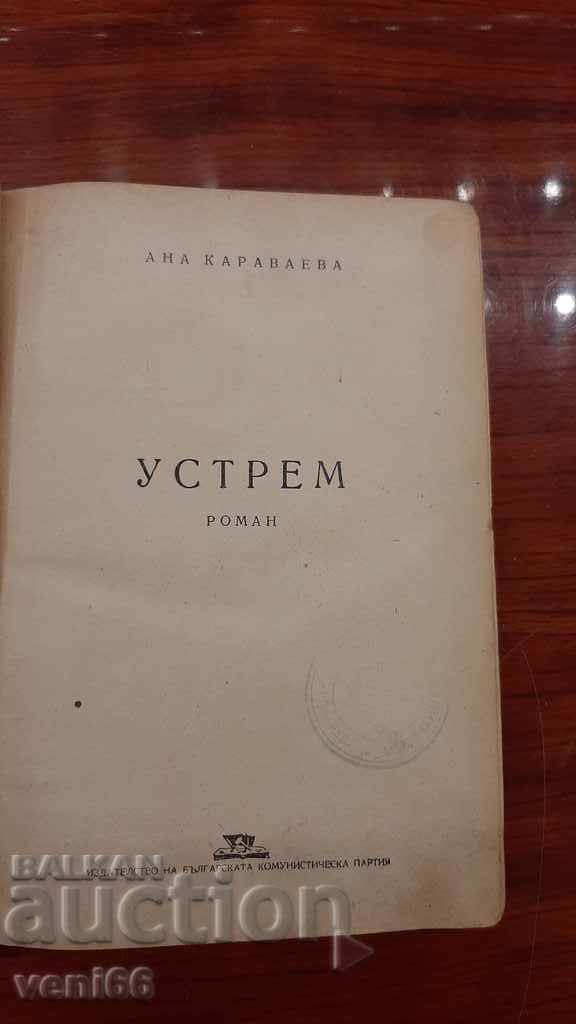 АНА КАРАВАЕВА
УСТРЕМ
РОМАН
ИЗДАТЕЛСТВО НА БЪЛГАРСКАТА КОМУНИСТИЧЕСКА ПАРТИЯ
BALKAN
auction
veni66